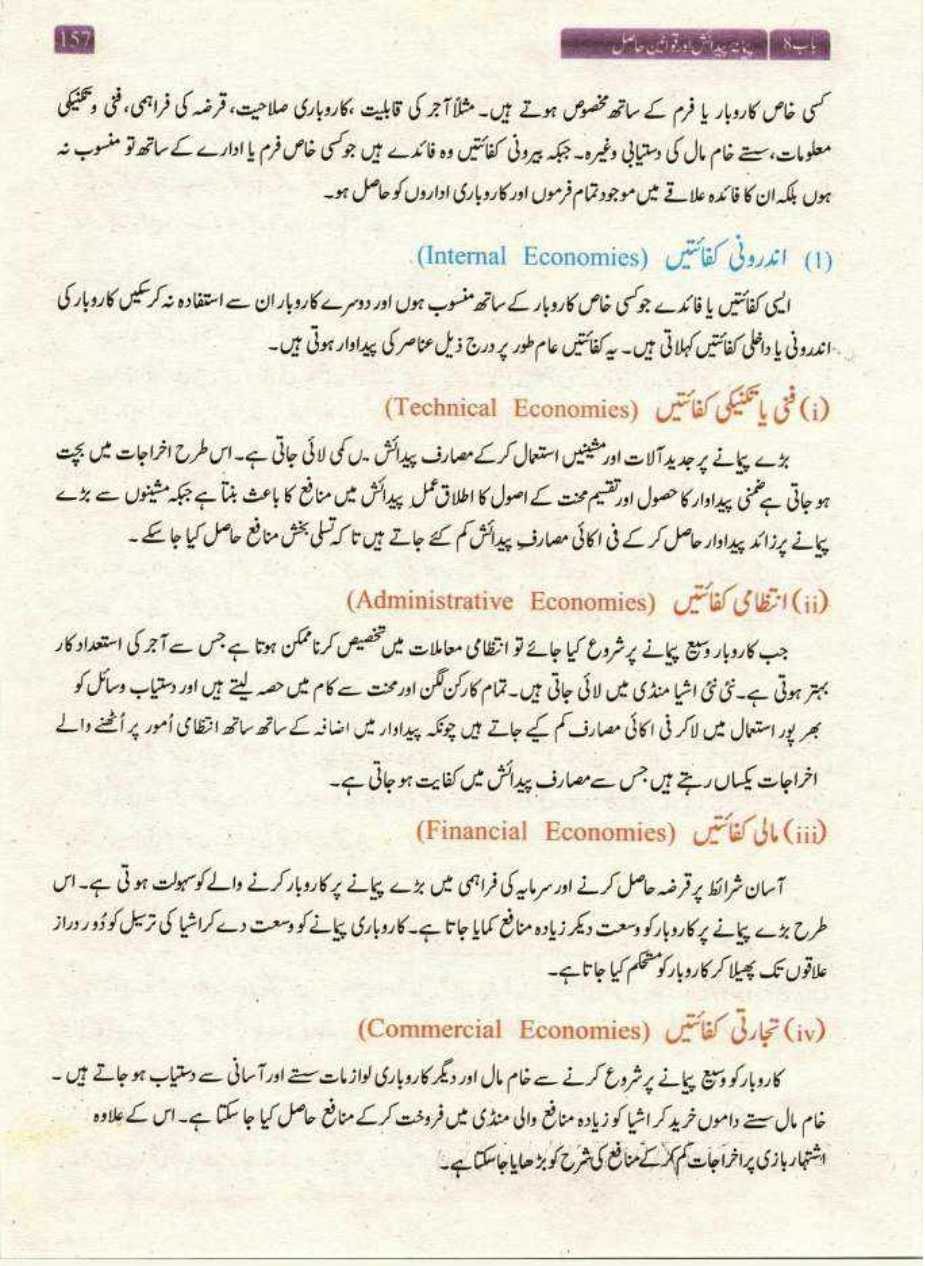 باب8 پیمانہ پیدائش اور قوانین حاصل 157
کسی خاص کاروبار یا فرم کے ساتھ مخصوص ہوتے ہیں۔ مثلاً آجر کی قابلیت ،کاروباری صلاحیت، قرضہ کی فراہمی، فنی و تکنیکی
معلومات، سستے خام مال کی دستیابی وغیرہ۔ جبکہ بیرونی کفائتیں وہ فائدے ہیں جو کسی خاص فرم یا ادارے کے ساتھ تو منسوب نہ
ہوں بلکہ ان کا فائدہ علاقے میں موجود تمام فرموں اور کاروباری اداروں کو حاصل ہو۔
(1) اندرونی کفائتیں (Internal Economies)
ایسی کفائتیں یا فائدے جو کسی خاص کاروبار کے ساتھ منسوب ہوں اور دوسرے کاروبار ان سے استفادہ نہ کرسکیں کاروبار کی
اندرونی یا داخلی کفائتیں کہلاتی ہیں۔ یہ کفائتیں عام طور پر درج ذیل عناصر کی پیداوار ہوتی ہیں۔
(i) فنی یا تکنیکی کفائتیں (Technical Economies)
بڑے پیمانے پر جدید آلات اور مشینیں استعمال کرکے مصارف پیدائش میں کمی لائی جاتی ہے۔ اس طرح اخراجات میں بچت
ہو جاتی ہے ضمنی پیداوار کا حصول اور تقسیم محنت کے اصول کا اطلاق عملِ پیدائش میں منافع کا باعث بنتا ہے جبکہ مشینوں سے بڑے
پیمانے پر زائد پیداوار حاصل کر کے فی اکائی مصارفِ پیدائش کم کئے جاتے ہیں تا کہ تسلی بخش منافع حاصل کیا جا سکے ۔
(ii) انتظامی کفائتیں (Administrative Economies)
جب کاروبار وسیع پیمانے پر شروع کیا جائے تو انتظامی معاملات میں تخصیص کرنا ممکن ہوتا ہے جس سے آجر کی استعداد کار
بہتر ہوتی ہے۔ نئی نئی اشیا منڈی میں لائی جاتی ہیں۔ تمام کارکن لگن اور محنت سے کام میں حصہ لیتے ہیں اور دستیاب وسائل کو
بھر پور استعمال میں لا کر فی اکائی مصارف کم کیے جاتے ہیں چونکہ پیداوار میں اضافہ کے ساتھ ساتھ انتظامی اُمور پر اُٹھنے والے
اخراجات یکساں رہتے ہیں جس سے مصارف پیدائش میں کفایت ہو جاتی ہے۔
(iii) مالی کفائتیں (Financial Economies)
آسان شرائط پر قرضہ حاصل کرنے اور سرمایہ کی فراہمی میں بڑے پیمانے پر کاروبار کرنے والے کو سہولت ہوتی ہے۔ اس
طرح بڑے پیمانے پر کاروبار کو وسعت دیکر زیادہ منافع کمایا جاتا ہے۔ کاروباری پیمانے کو وسعت دے کر اشیا کی ترسیل کو دُور دراز
علاقوں تک پھیلا کر کاروبار کو مستحکم کیا جاتا ہے۔
(iv) تجارتی کفائتیں (Commercial Economies)
کاروبار کو وسیع پیمانے پر شروع کرنے سے خام مال اور دیگر کاروباری لوازمات سستے اور آسانی سے دستیاب ہو جاتے ہیں ۔
خام مال سستے داموں خرید کر اشیا کو زیادہ منافع والی منڈی میں فروخت کر کے منافع حاصل کیا جا سکتا ہے۔ اس کے علاوہ
اشتہار بازی پر اخراجات کم کر کے منافع کی شرح کو بڑھایا جاسکتا ہے۔